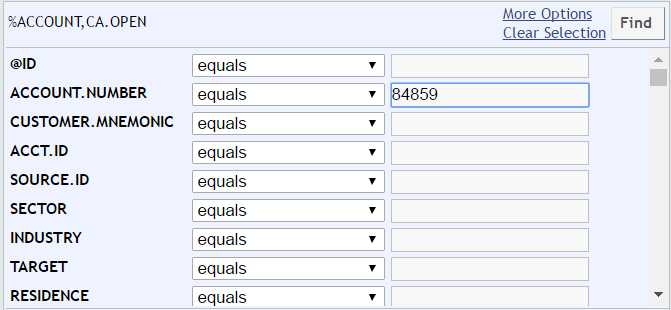 %ACCOUNT,CA.OPEN
More Options
Clear Selection
Find
@ID equals
ACCOUNT.NUMBER equals 84859
CUSTOMER.MNEMONIC equals
ACCT.ID equals
SOURCE.ID equals
SECTOR equals
INDUSTRY equals
TARGET equals
RESIDENCE equals